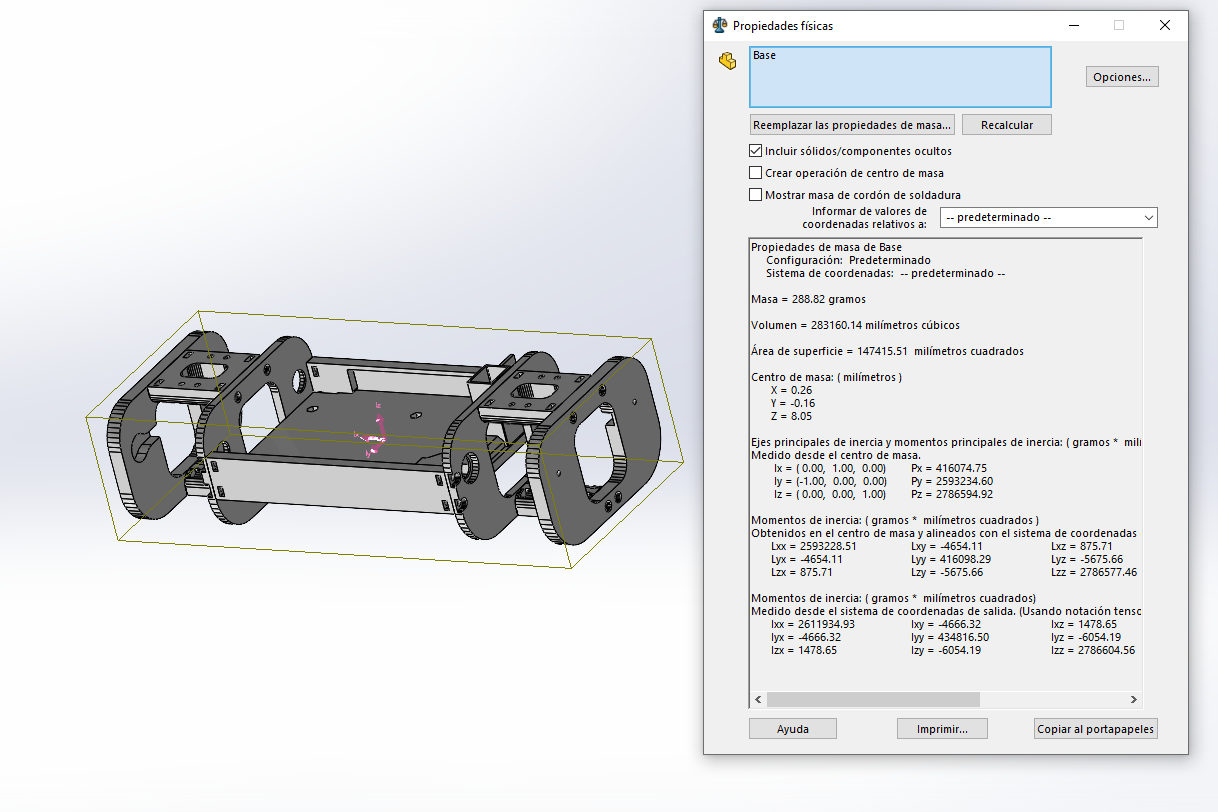 Propiedades físicas
Base
Opciones...
Reemplazar las propiedades de masa...
Recalcular
Incluir sólidos/componentes ocultos
Crear operación de centro de masa
Mostrar masa de cordón de soldadura
Informar de valores de coordenadas relativos a:
-- predeterminado --
Propiedades de masa de Base
Configuración: Predeterminado
Sistema de coordenadas: -- predeterminado --
Masa = 288.82 gramos
Volumen = 283160.14 milímetros cúbicos
Área de superficie = 147415.51 milímetros cuadrados
Centro de masa: ( milímetros )
X = 0.26
Y = -0.16
Z = 8.05
Ejes principales de inercia y momentos principales de inercia: ( gramos *
Medido desde el centro de masa.
Ix = ( 0.00, 1.00, 0.00) Px = 416074.75
Iy = (-1.00, 0.00, 0.00) Py = 2593234.60
Iz = ( 0.00, 0.00, 1.00) Pz = 2786594.92
Momentos de inercia: ( gramos * milímetros cuadrados )
Obtenidos en el centro de masa y alineados con el sistema de coordenadas
Lxx = 2593228.51 Lxy = -4654.11 Lxz = 875.71
Lyx = -4654.11 Lyy = 416098.29 Lyz = -5675.66
Lzx = 875.71 Lzy = -5675.66 Lzz = 2786577.46
Momentos de inercia: ( gramos * milímetros cuadrados)
Medido desde el sistema de coordenadas de salida. (Usando notación tenso
Ixx = 2611934.93 Ixy = -4666.32 Ixz = 1478.65
Iyx = -4666.32 Iyy = 434816.50 Iyz = -6054.19
Izx = 1478.65 Izy = -6054.19 Izz = 2786604.56
Ayuda
Imprimir...
Copiar al portapapeles